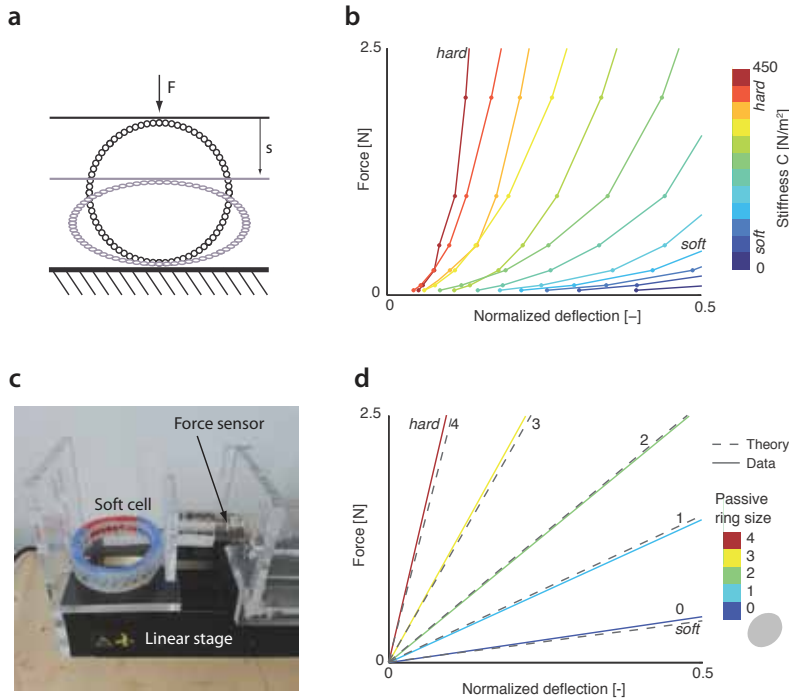 a
F
s
b
2.5
hard
Force [N]
soft
0
0
Normalized deflection [–]
0.5
450
hard
soft
0
Stiffness C [N/m²]
c
Force sensor
Soft cell
Linear stage
d
2.5
hard
4
3
2
1
0
soft
Force [N]
0
0
Normalized deflection [-]
0.5
Theory
Data
Passive
ring size
4
3
2
1
0